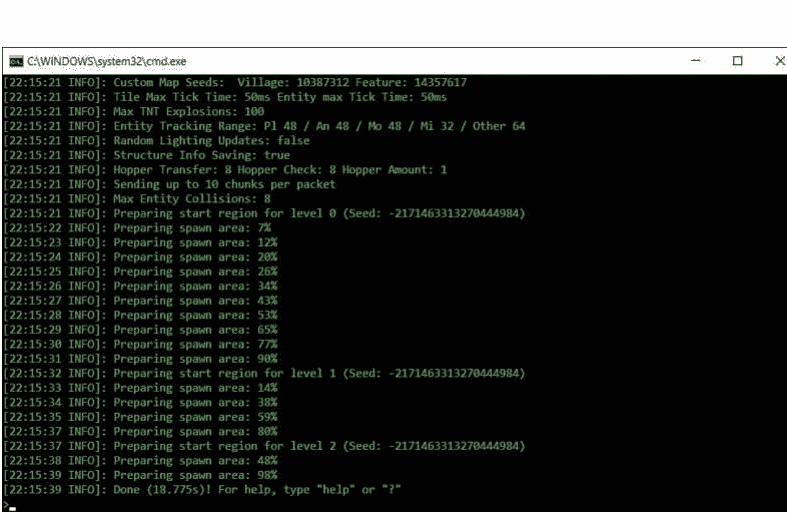 C:\WINDOWS\system32\cmd.exe
[22:15:21 INFO]: Custom Map Seeds:  Village: 10387312 Feature: 14357617
[22:15:21 INFO]: Tile Max Tick Time: 50ms Entity max Tick Time: 50ms
[22:15:21 INFO]: Max TNT Explosions: 100
[22:15:21 INFO]: Entity Tracking Range: Pl 48 / An 48 / Mo 48 / Mi 32 / Other 64
[22:15:21 INFO]: Random Lighting Updates: false
[22:15:21 INFO]: Structure Info Saving: true
[22:15:21 INFO]: Hopper Transfer: 8 Hopper Check: 8 Hopper Amount: 1
[22:15:21 INFO]: Sending up to 10 chunks per packet
[22:15:21 INFO]: Max Entity Collisions: 8
[22:15:21 INFO]: Preparing start region for level 0 (Seed: -2171463313270444984)
[22:15:22 INFO]: Preparing spawn area: 7%
[22:15:23 INFO]: Preparing spawn area: 12%
[22:15:24 INFO]: Preparing spawn area: 20%
[22:15:25 INFO]: Preparing spawn area: 26%
[22:15:26 INFO]: Preparing spawn area: 34%
[22:15:27 INFO]: Preparing spawn area: 43%
[22:15:28 INFO]: Preparing spawn area: 53%
[22:15:29 INFO]: Preparing spawn area: 65%
[22:15:30 INFO]: Preparing spawn area: 77%
[22:15:31 INFO]: Preparing spawn area: 90%
[22:15:32 INFO]: Preparing start region for level 1 (Seed: -2171463313270444984)
[22:15:33 INFO]: Preparing spawn area: 14%
[22:15:34 INFO]: Preparing spawn area: 38%
[22:15:35 INFO]: Preparing spawn area: 59%
[22:15:37 INFO]: Preparing spawn area: 80%
[22:15:37 INFO]: Preparing start region for level 2 (Seed: -2171463313270444984)
[22:15:38 INFO]: Preparing spawn area: 48%
[22:15:39 INFO]: Preparing spawn area: 98%
[22:15:39 INFO]: Done (18.775s)! For help, type "help" or "?"
>